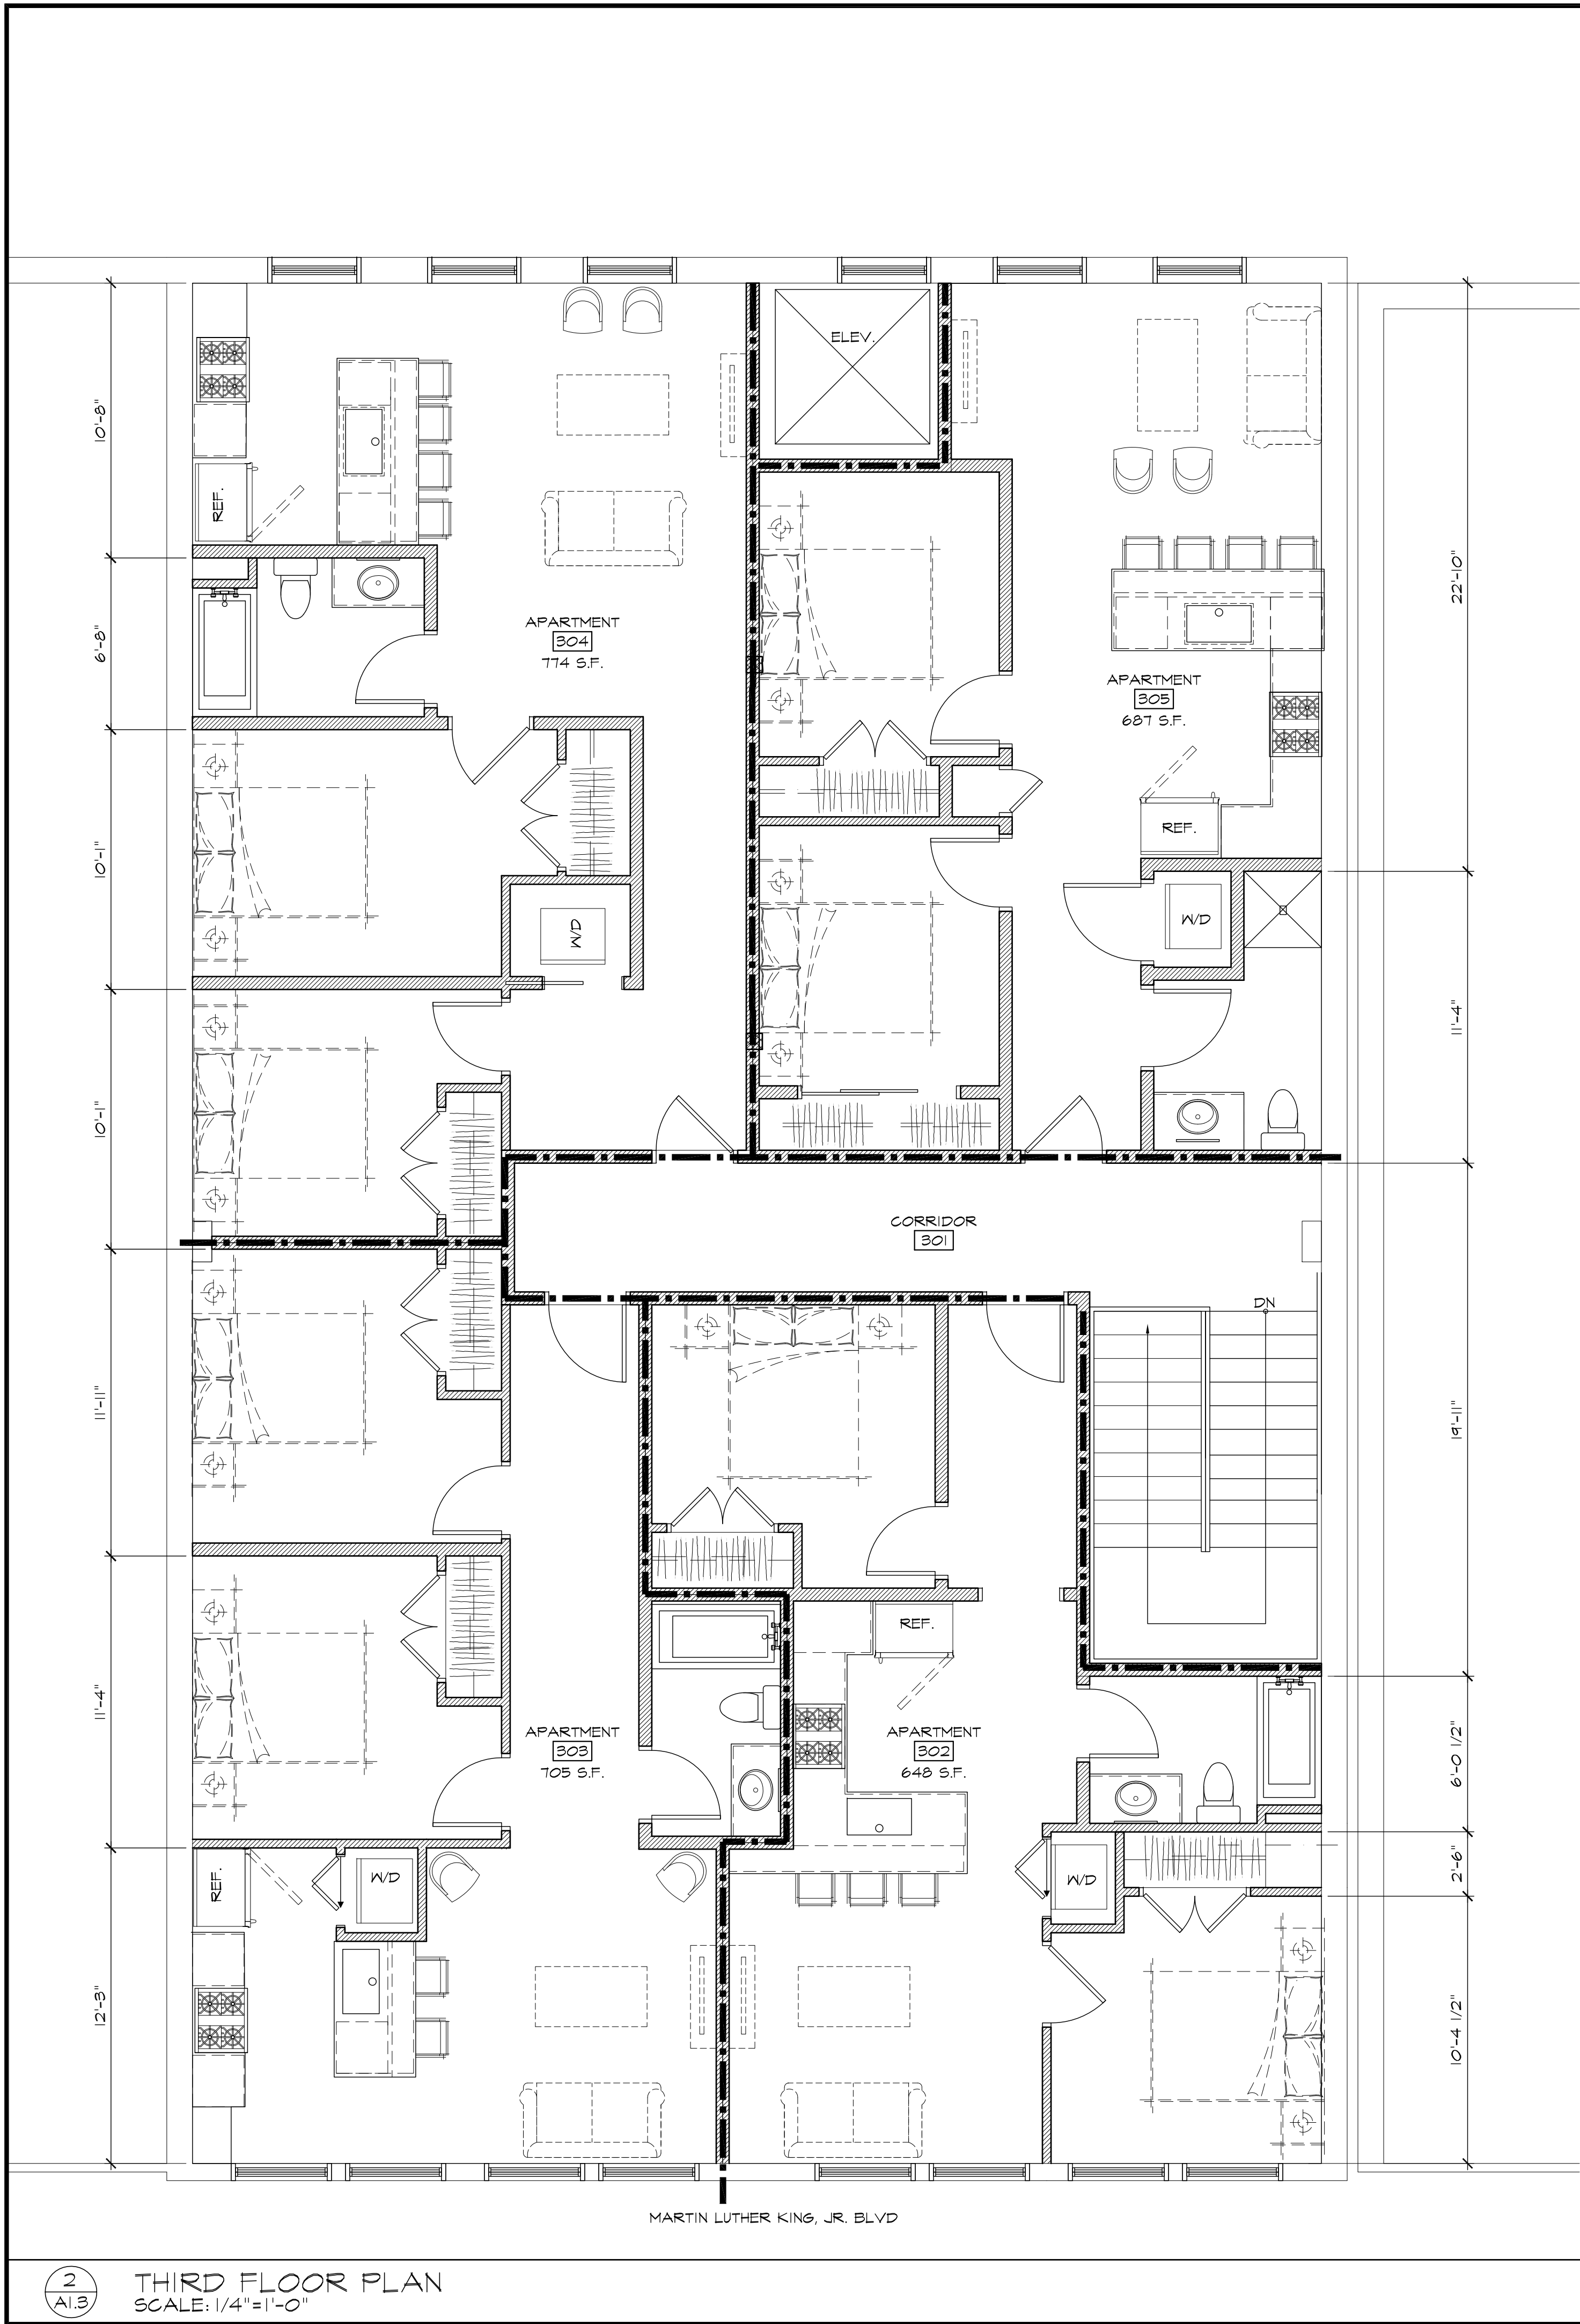 ELEV.
10'-8"
REF.
22'-10"
6'-8"
APARTMENT
304
774 S.F.
APARTMENT
305
687 S.F.
REF.
10'-1"
W/D
W/D
11'-4"
10'-1"
CORRIDOR
301
DN
11'-11"
19'-11"
REF.
11'-4"
APARTMENT
303
705 S.F.
APARTMENT
302
648 S.F.
6'-0 1/2"
REF.
W/D
W/D
2'-6"
12'-3"
10'-4 1/2"
MARTIN LUTHER KING, JR. BLVD
2
A1.3
THIRD FLOOR PLAN
SCALE: 1/4"=1'-0"